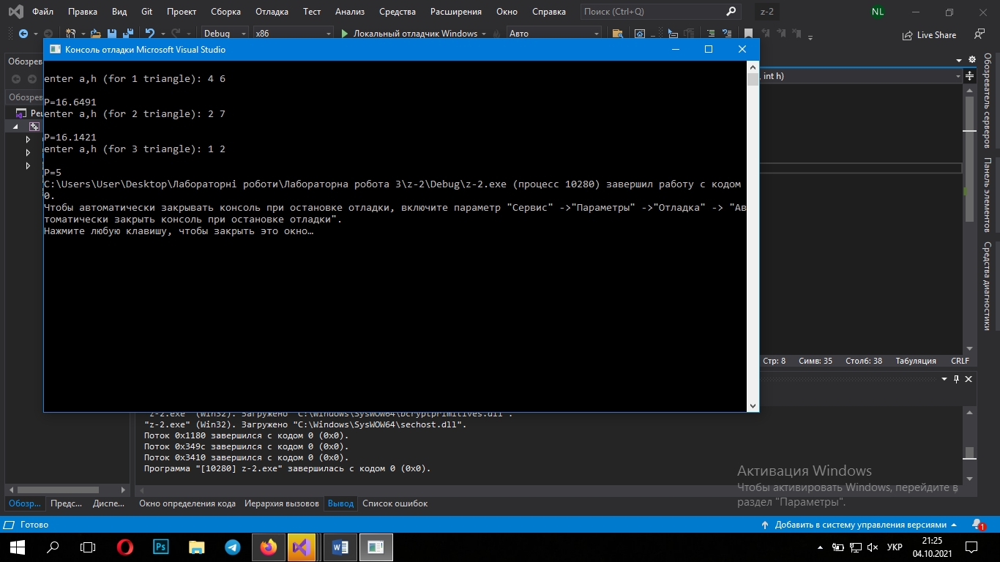 Файл Правка Вид Git Проект Сборка Отладка Тест Анализ Средства Расширения Окно Справка Поиск (Ctrl+Q) z-2 NL
Debug x86 Локальный отладчик Windows Авто Live Share
Обозрев
Консоль отладки Microsoft Visual Studio
, int h)
Обозрев
enter a,h (for 1 triangle): 4 6
P=16.6491
enter a,h (for 2 triangle): 2 7
P=16.1421
enter a,h (for 3 triangle): 1 2
P=5
C:\Users\User\Desktop\Лабораторні роботи\Лабораторна робота 3\z-2\Debug\z-2.exe (процесс 10280) завершил работу с кодом
0.
Чтобы автоматически закрывать консоль при остановке отладки, включите параметр "Сервис" ->"Параметры" ->"Отладка" -> "Ав
томатически закрыть консоль при остановке отладки".
Нажмите любую клавишу, чтобы закрыть это окно…
Обозреватель серверов
Панель элементов
Средства диагностики
Стр: 8 Симв: 35 Столб: 38 Табуляция CRLF
"z-2.exe" (Win32). Загружено "C:\Windows\SysWOW64\bcryptprimitives.dll".
"z-2.exe" (Win32). Загружено "C:\Windows\SysWOW64\sechost.dll".
Поток 0x1180 завершился с кодом 0 (0x0).
Поток 0x349c завершился с кодом 0 (0x0).
Поток 0x3410 завершился с кодом 0 (0x0).
Программа "[10280] z-2.exe" завершилась с кодом 0 (0x0).
Активация Windows
Чтобы активировать Windows, перейдите в
раздел "Параметры".
Обозр... Предс... Диспе... Окно определения кода Иерархия вызовов Вывод Список ошибок
Готово Добавить в систему управления версиями 1
Ps УКР 21:25
04.10.2021